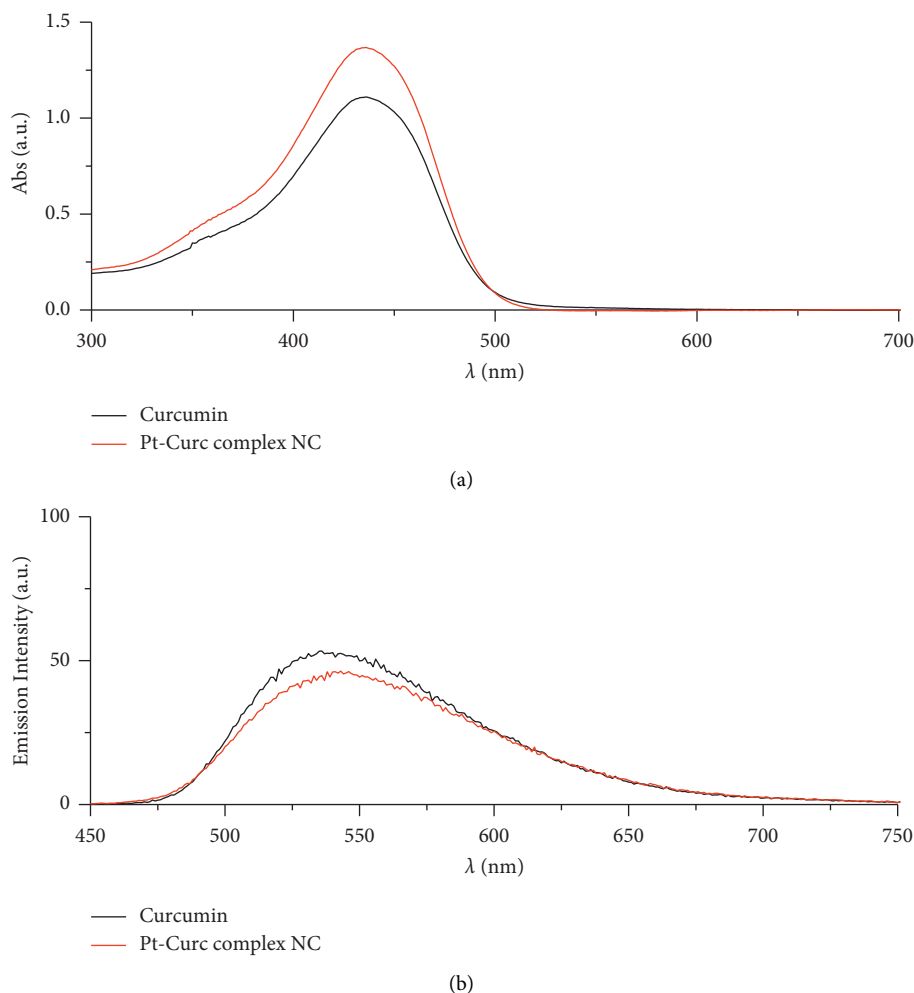 1.5
1.0
Abs (a.u.)
0.5
0.0
300 400 500 600 700
λ (nm)
Curcumin
Pt-Curc complex NC
(a)
100
Emission Intensity (a.u.)
50
0
450 500 550 600 650 700 750
λ (nm)
Curcumin
Pt-Curc complex NC
(b)